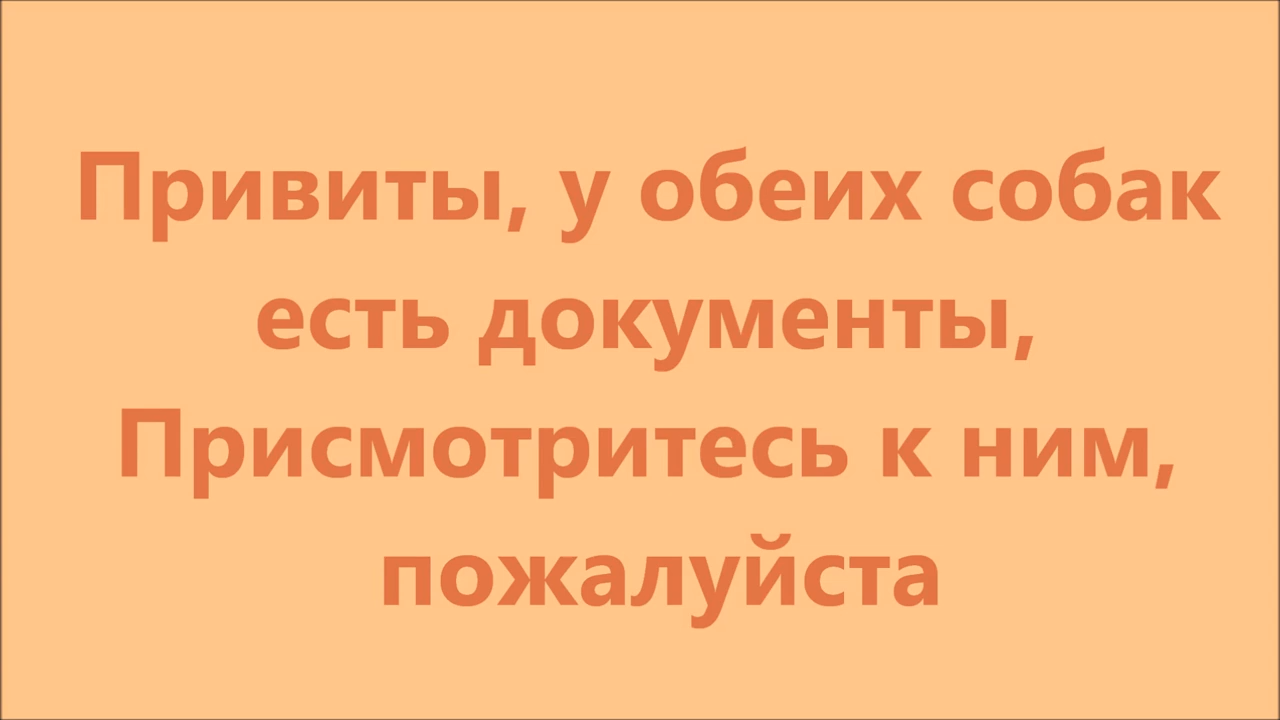 Привиты, у обеих собак
есть документы,
Присмотритесь к ним,
пожалуйста